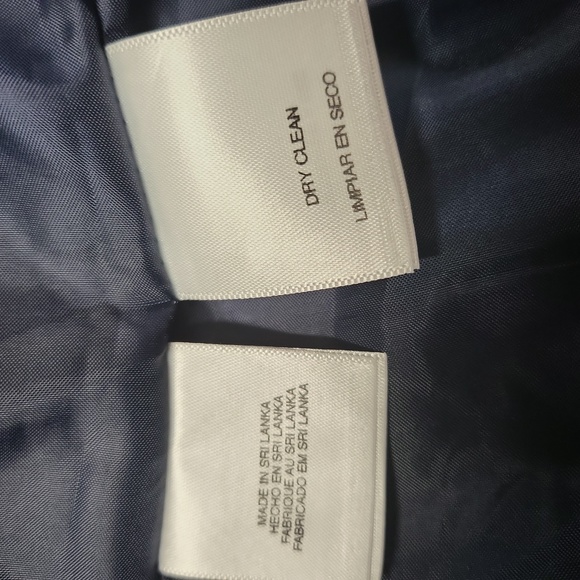 DRY CLEAN
LIMPIAR EN SECO
MADE IN SRI LANKA
HECHO EN SRI LANKA
FABRIQUE AU SRI LANKA
FABRICADO EM SRI LANKA